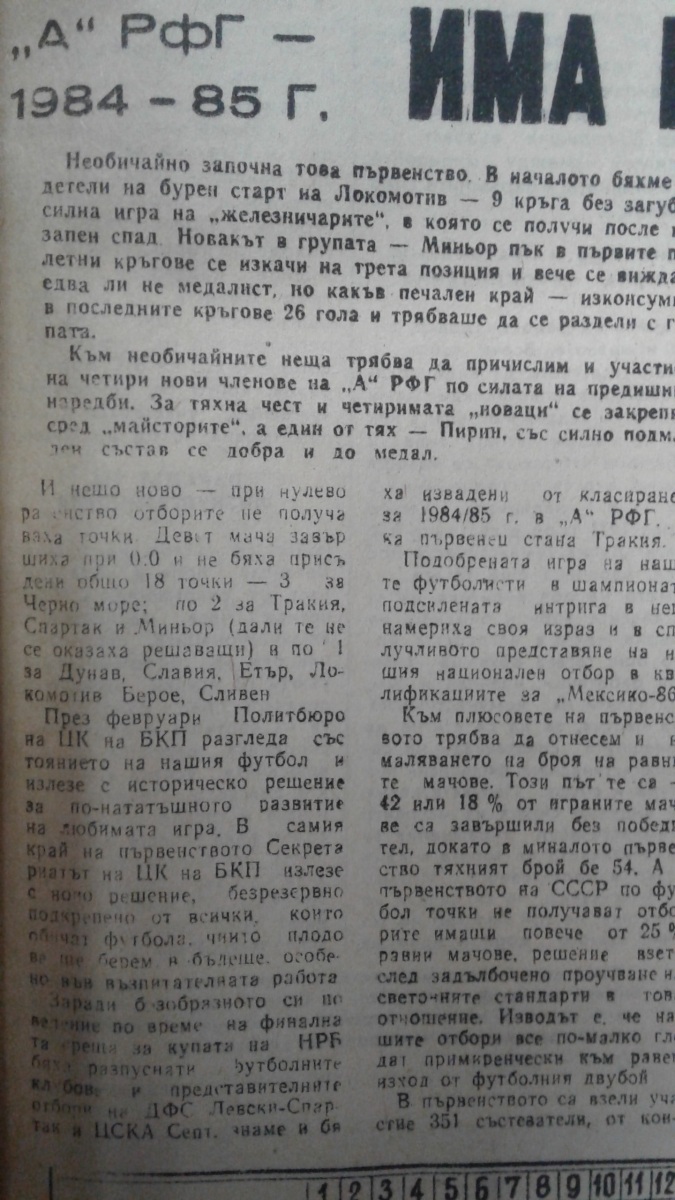 „А“ РФГ —
1984 – 85 Г.
ИМА
Необичайно започна това първенство. В началото бяхме
детели на бурен старт на Локомотив — 9 кръга без загуб
силна игра на „железничарите“, в която се получи после
запен спад. Новакът в групата — Миньор пък в първите п
летни кръгове се изкачи на трета позиция и вече се вижда
едва ли не медалист, но какъв печален край — изконсуми
в последните кръгове 26 гола и трябваше да се раздели с г
пата.
Към необичайните неща трябва да причислим и участи
на четири нови членове на „А“ РФГ по силата на предишн
наредби. За тяхна чест и четиримата „новаци“ се закрепи
сред „майсторите“, а един от тях — Пирин, със силно подм
състав се добра и до медал.
И нещо ново — при нулево
равенство отборите не получа
ваха точки. Девет мача завър
шиха при 0:0 и не бяха присъ
дени общо 18 точки — 3 за
Черно море; по 2 за Тракия,
Спартак и Миньор (дали те не
се оказаха решаващи) и по 1
за Дунав, Славия, Етър, Ло-
комотив Берое, Сливен
През февруари Политбюро
на ЦК на БКП разгледа със
тоянието на нашия футбол и
излезе с историческо решение
за по-нататъшното развитие
на любимата игра. В самия
край на първенството Секрета
риатът на ЦК на БКП излезе
с ново решение, безрезервно
подкрепено от всички, които
обичат футбола, чиито плодо
ве ще берем в бъдеще, особе-
но във възпитателната работа
Заради безобразното си по
ведение по време на финална
та среща за купата на НРБ
бяха разпуснати футболните
клубове и представителните
отбори на ДФС Левски-Спар-
так и ЦСКА Септ. знаме и бя
ха извадени от класиране
за 1984/85 г. в „А“ РФГ.
ка първенец стана Тракия.
Подобрената игра на наш
те футболисти в шампионат
подсилената интрига в не
намериха своя израз и в сп
лучливото представяне на н
шия национален отбор в кв
лификациите за „Мексико-86
Към плюсовете на първенс
вото трябва да отнесем и
маляването на броя на равни
те мачове. Този път те са –
42 или 18 % от играните мач
ве са завършили без победи
тел, докато в миналото първе
ство тяхният брой бе 54. А
първенството на СССР по фу
бол точки не получават отбо
рите имащи повече от 25 %
равни мачове, решение взет
след задълбочено проучване н
световните стандарти в тов
отношение. Изводът е, че на
шите отбори все по-малко гл
дат примиренчески към равен
изход от футболния двубой
В първенството са взели уча
стие 351 състезатели, от кои-
1 2 3 4 5 6 7 8 9 10 11 12